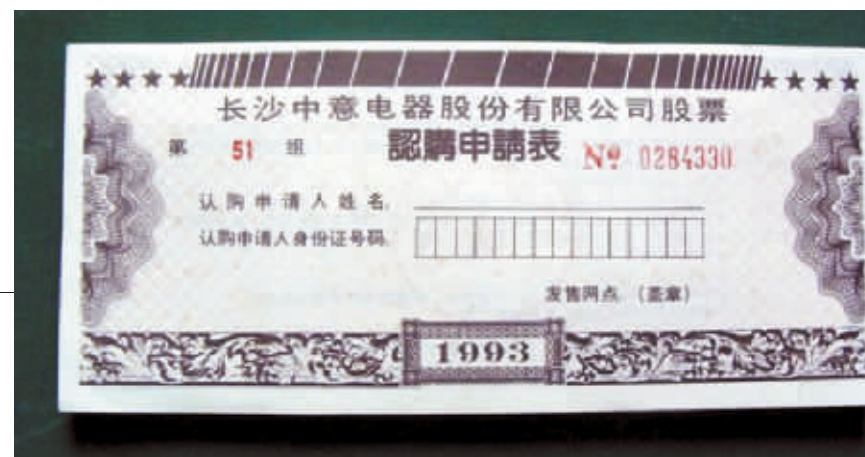 长沙中意电器股份有限公司股票
第 51 组 認購申請表 Nº 0284330
认购申请人姓名
认购申请人身份证号码
发售网点 (盖章)
1993